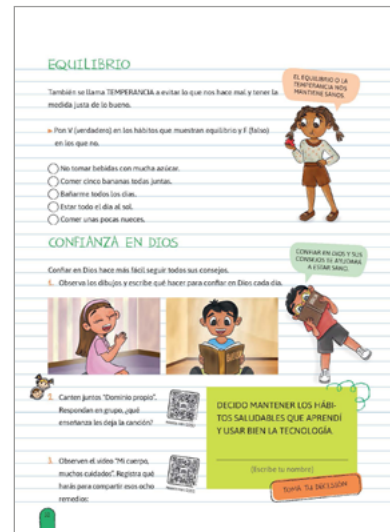 EQUILIBRIO
EL EQUILIBRIO O LA
TEMPERANCIA NOS
MANTIENE SANOS.
También se llama TEMPERANCIA a evitar lo que nos hace mal y tener la
medida justa de lo bueno.
Pon V (verdadero) en los hábitos que muestran equilibrio y F (falso)
en los que no.
No tomar bebidas con mucha azúcar.
Comer cinco bananas todas juntas.
Bañarme todos los días.
Estar todo el día al sol.
Comer unas pocas nueces.
CONFIANZA EN DIOS
CONFIAR EN DIOS Y SUS
CONSEJOS TE AYUDARÁ
A ESTAR SANO.
Confiar en Dios hace más fácil seguir todos sus consejos.
1. Observa los dibujos y escribe qué hacer para confiar en Dios cada día.
2. Canten juntos "Dominio propio".
Respondan en grupo, ¿qué
enseñanza les deja la canción?
3. Observen el video "Mi cuerpo,
muchos cuidados". Registra qué
harás para compartir esos ocho
remedios:
DECIDO MANTENER LOS HÁBI-
TOS SALUDABLES QUE APRENDÍ
Y USAR BIEN LA TECNOLOGÍA.
(Escribe tu nombre)
TOMA TU DECISIÓN